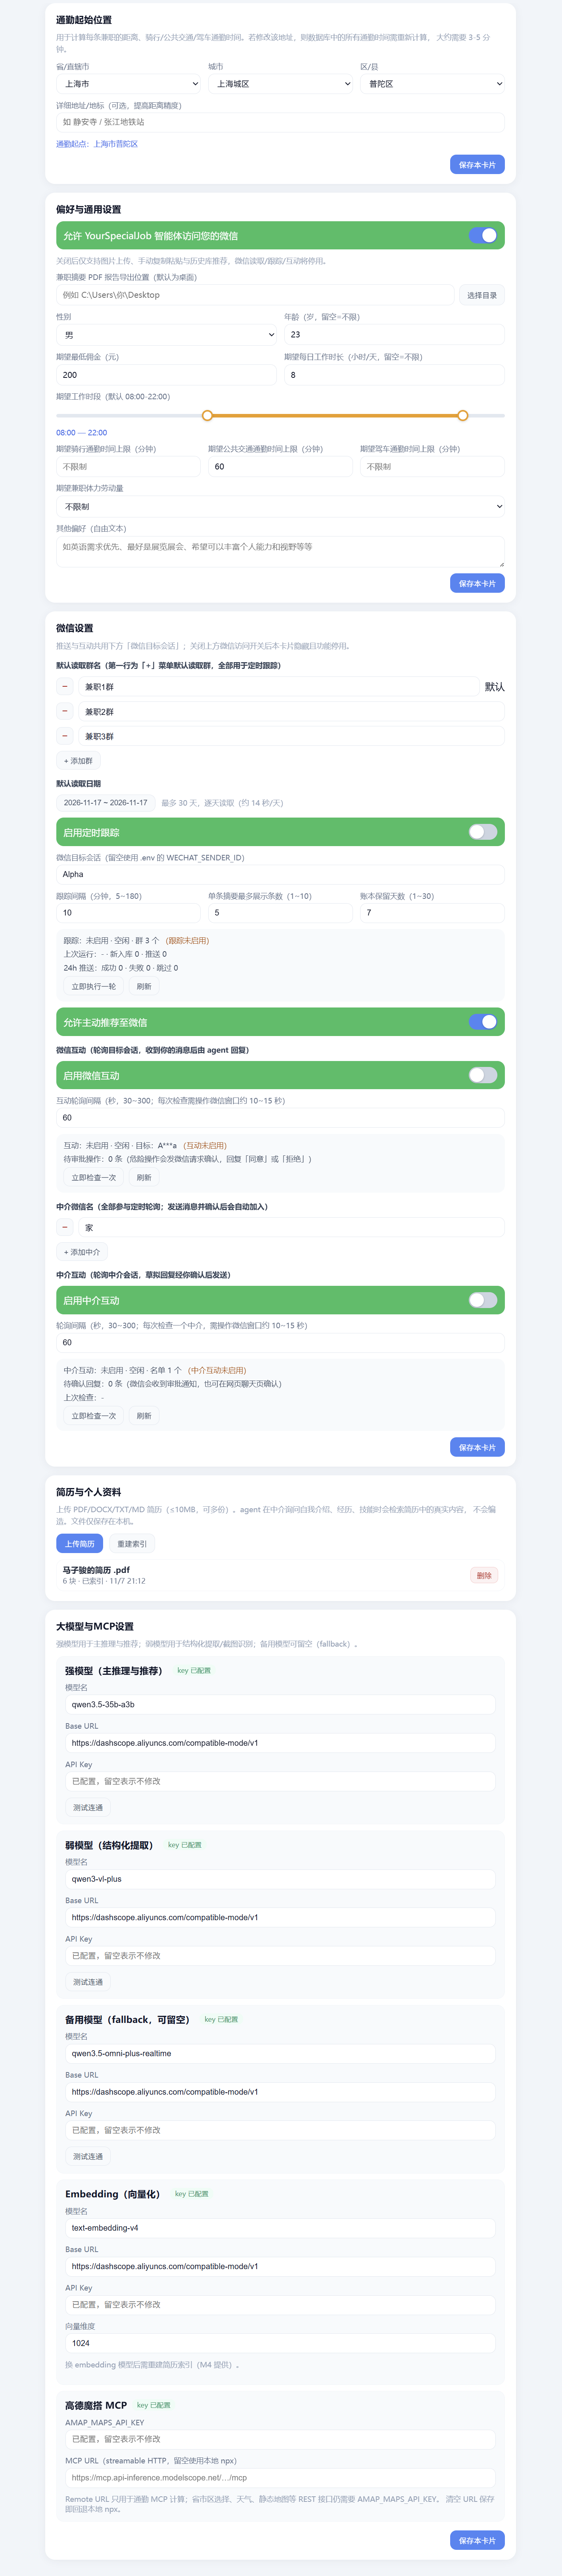 通勤起始位置
用于计算每条兼职的距离、骑行/公共交通/驾车通勤时间。若修改该地址，则数据库中的所有通勤时间需重新计算， 大约需要 3-5 分
钟。
省/直辖市
城市
区/县
上海市
上海城区
普陀区
详细地址/地标（可选，提高距离精度）
如 静安寺 / 张江地铁站
通勤起点：上海市普陀区
保存本卡片
偏好与通用设置
允许 YourSpecialJob 智能体访问您的微信
关闭后仅支持图片上传、手动复制粘贴与历史库推荐，微信读取/跟踪/互动将停用。
兼职摘要 PDF 报告导出位置（默认为桌面）
例如 C:\Users\你\Desktop
选择目录
性别
年龄（岁，留空=不限）
男
23
期望最低佣金（元）
期望每日工作时长（小时/天，留空=不限）
200
8
期望工作时段（默认 08:00-22:00）
08:00 — 22:00
期望骑行通勤时间上限（分钟）
期望公共交通通勤时间上限（分钟）
期望驾车通勤时间上限（分钟）
不限制
60
不限制
期望兼职体力劳动量
不限制
其他偏好（自由文本）
如英语需求优先、最好是展览展会、希望可以丰富个人能力和视野等等
保存本卡片
微信设置
推送与互动共用下方「微信目标会话」；关闭上方微信访问开关后本卡片隐藏且功能停用。
默认读取群名（第一行为「+」菜单默认读取群，全部用于定时跟踪）
− 兼职1群 默认
− 兼职2群
− 兼职3群
+ 添加群
默认读取日期
2026-11-17 ~ 2026-11-17 最多 30 天，逐天读取（约 14 秒/天）
启用定时跟踪
微信目标会话（留空使用 .env 的 WECHAT_SENDER_ID）
Alpha
跟踪间隔（分钟，5~180）
单条摘要最多展示条数（1~10）
账本保留天数（1~30）
10
5
7
跟踪：未启用 · 空闲 · 群 3 个 （跟踪未启用）
上次运行：- · 新入库 0 · 推送 0
24h 推送：成功 0 · 失败 0 · 跳过 0
立即执行一轮
刷新
允许主动推荐至微信
微信互动（轮询目标会话，收到你的消息后由 agent 回复）
启用微信互动
互动轮询间隔（秒，30~300；每次检查需操作微信窗口约 10~15 秒）
60
互动：未启用 · 空闲 · 目标：A***a （互动未启用）
待审批操作：0 条（危险操作会发微信请求确认，回复「同意」或「拒绝」）
立即检查一次
刷新
中介微信名（全部参与定时轮询；发送消息并确认后会自动加入）
− 家
+ 添加中介
中介互动（轮询中介会话，草拟回复经你确认后发送）
启用中介互动
轮询间隔（秒，30~300；每次检查一个中介，需操作微信窗口约 10~15 秒）
60
中介互动：未启用 · 空闲 · 名单 1 个 （中介互动未启用）
待确认回复：0 条（微信会收到审批通知，也可在网页聊天页确认）
上次检查：-
立即检查一次
刷新
保存本卡片
简历与个人资料
上传 PDF/DOCX/TXT/MD 简历（≤10MB，可多份）。agent 在中介询问自我介绍、经历、技能时会检索简历中的真实内容， 不会编
造。文件仅保存在本机。
上传简历
重建索引
马子骏的简历 .pdf
6 块 · 已索引 · 11/7 21:12
删除
大模型与MCP设置
强模型用于主推理与推荐；弱模型用于结构化提取/截图识别；备用模型可留空（fallback）。
强模型（主推理与推荐） key 已配置
模型名
qwen3.5-35b-a3b
Base URL
https://dashscope.aliyuncs.com/compatible-mode/v1
API Key
已配置，留空表示不修改
测试连通
弱模型（结构化提取） key 已配置
模型名
qwen3-vl-plus
Base URL
https://dashscope.aliyuncs.com/compatible-mode/v1
API Key
已配置，留空表示不修改
测试连通
备用模型（fallback，可留空） key 已配置
模型名
qwen3.5-omni-plus-realtime
Base URL
https://dashscope.aliyuncs.com/compatible-mode/v1
API Key
已配置，留空表示不修改
测试连通
Embedding（向量化） key 已配置
模型名
text-embedding-v4
Base URL
https://dashscope.aliyuncs.com/compatible-mode/v1
API Key
已配置，留空表示不修改
向量维度
1024
换 embedding 模型后需重建简历索引（M4 提供）。
高德魔搭 MCP key 已配置
AMAP_MAPS_API_KEY
已配置，留空表示不修改
MCP URL（streamable HTTP，留空使用本地 npx）
https://mcp.api-inference.modelscope.net/…/mcp
Remote URL 只用于通勤 MCP 计算；省市区选择、天气、静态地图等 REST 接口仍需要 AMAP_MAPS_API_KEY。 清空 URL 保存
即回退本地 npx。
保存本卡片